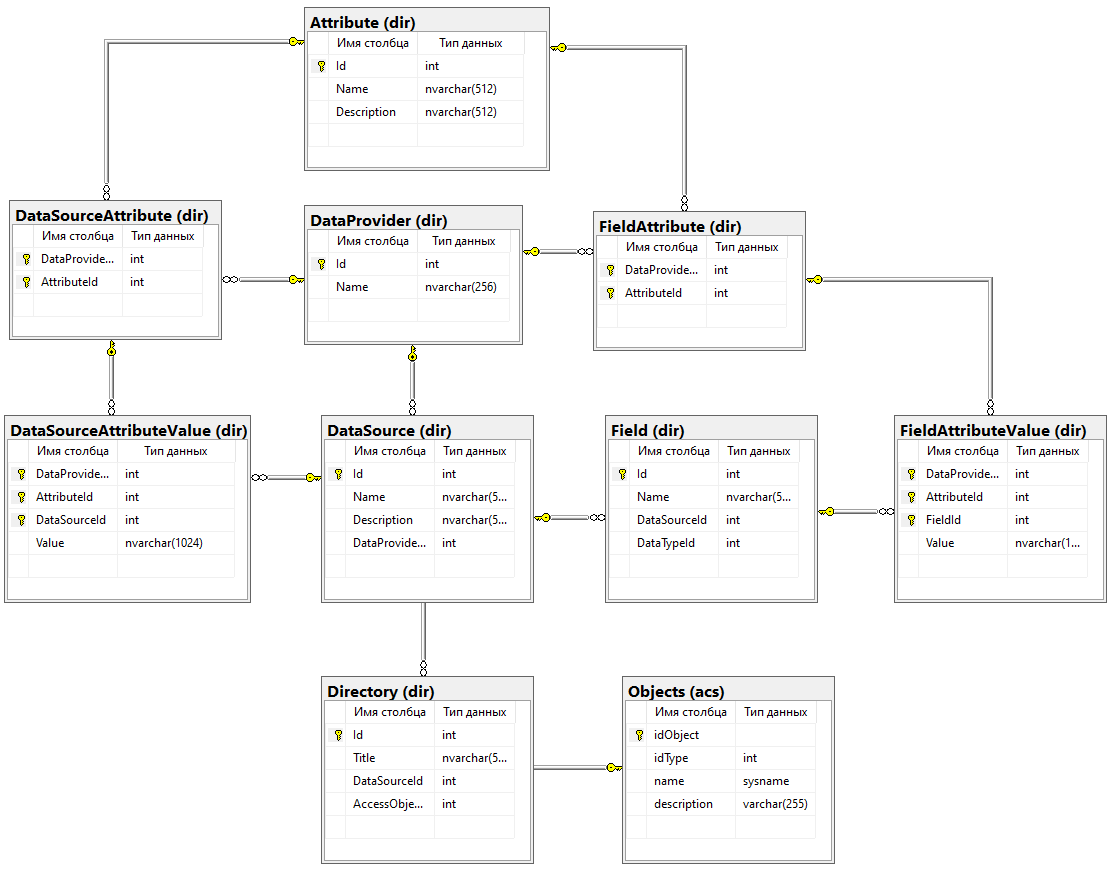 Attribute (dir)
Имя столбца Тип данных
Id int
Name nvarchar(512)
Description nvarchar(512)
DataSourceAttribute (dir)
Имя столбца Тип данных
DataProvide... int
AttributeId int
DataProvider (dir)
Имя столбца Тип данных
Id int
Name nvarchar(256)
FieldAttribute (dir)
Имя столбца Тип данных
DataProvide... int
AttributeId int
DataSourceAttributeValue (dir)
Имя столбца Тип данных
DataProvide... int
AttributeId int
DataSourceId int
Value nvarchar(1024)
DataSource (dir)
Имя столбца Тип данных
Id int
Name nvarchar(5...
Description nvarchar(5...
DataProvide... int
Field (dir)
Имя столбца Тип данных
Id int
Name nvarchar(5...
DataSourceId int
DataTypeId int
FieldAttributeValue (dir)
Имя столбца Тип данных
DataProvide... int
AttributeId int
FieldId int
Value nvarchar(1...
Directory (dir)
Имя столбца Тип данных
Id int
Title nvarchar(5...
DataSourceId int
AccessObje... int
Objects (acs)
Имя столбца Тип данных
idObject
idType int
name sysname
description varchar(255)